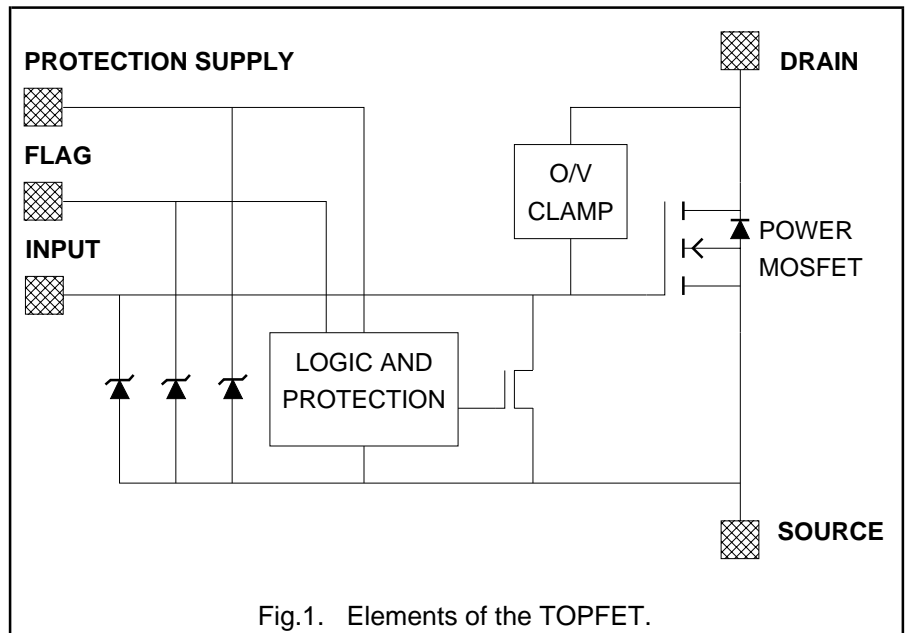 PROTECTION SUPPLY
DRAIN
FLAG
O/V
CLAMP
INPUT
POWER
MOSFET
LOGIC AND
PROTECTION
SOURCE
Fig.1. Elements of the TOPFET.